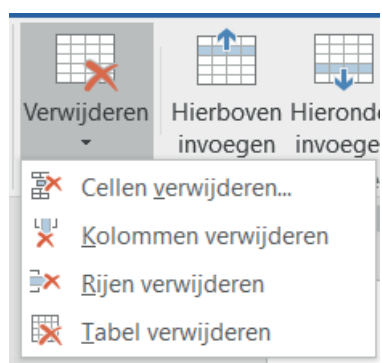 Verwijderen
Hierboven invoegen
Cellen verwijderen...
Kolommen verwijderen
Rijen verwijderen
Tabel verwijderen